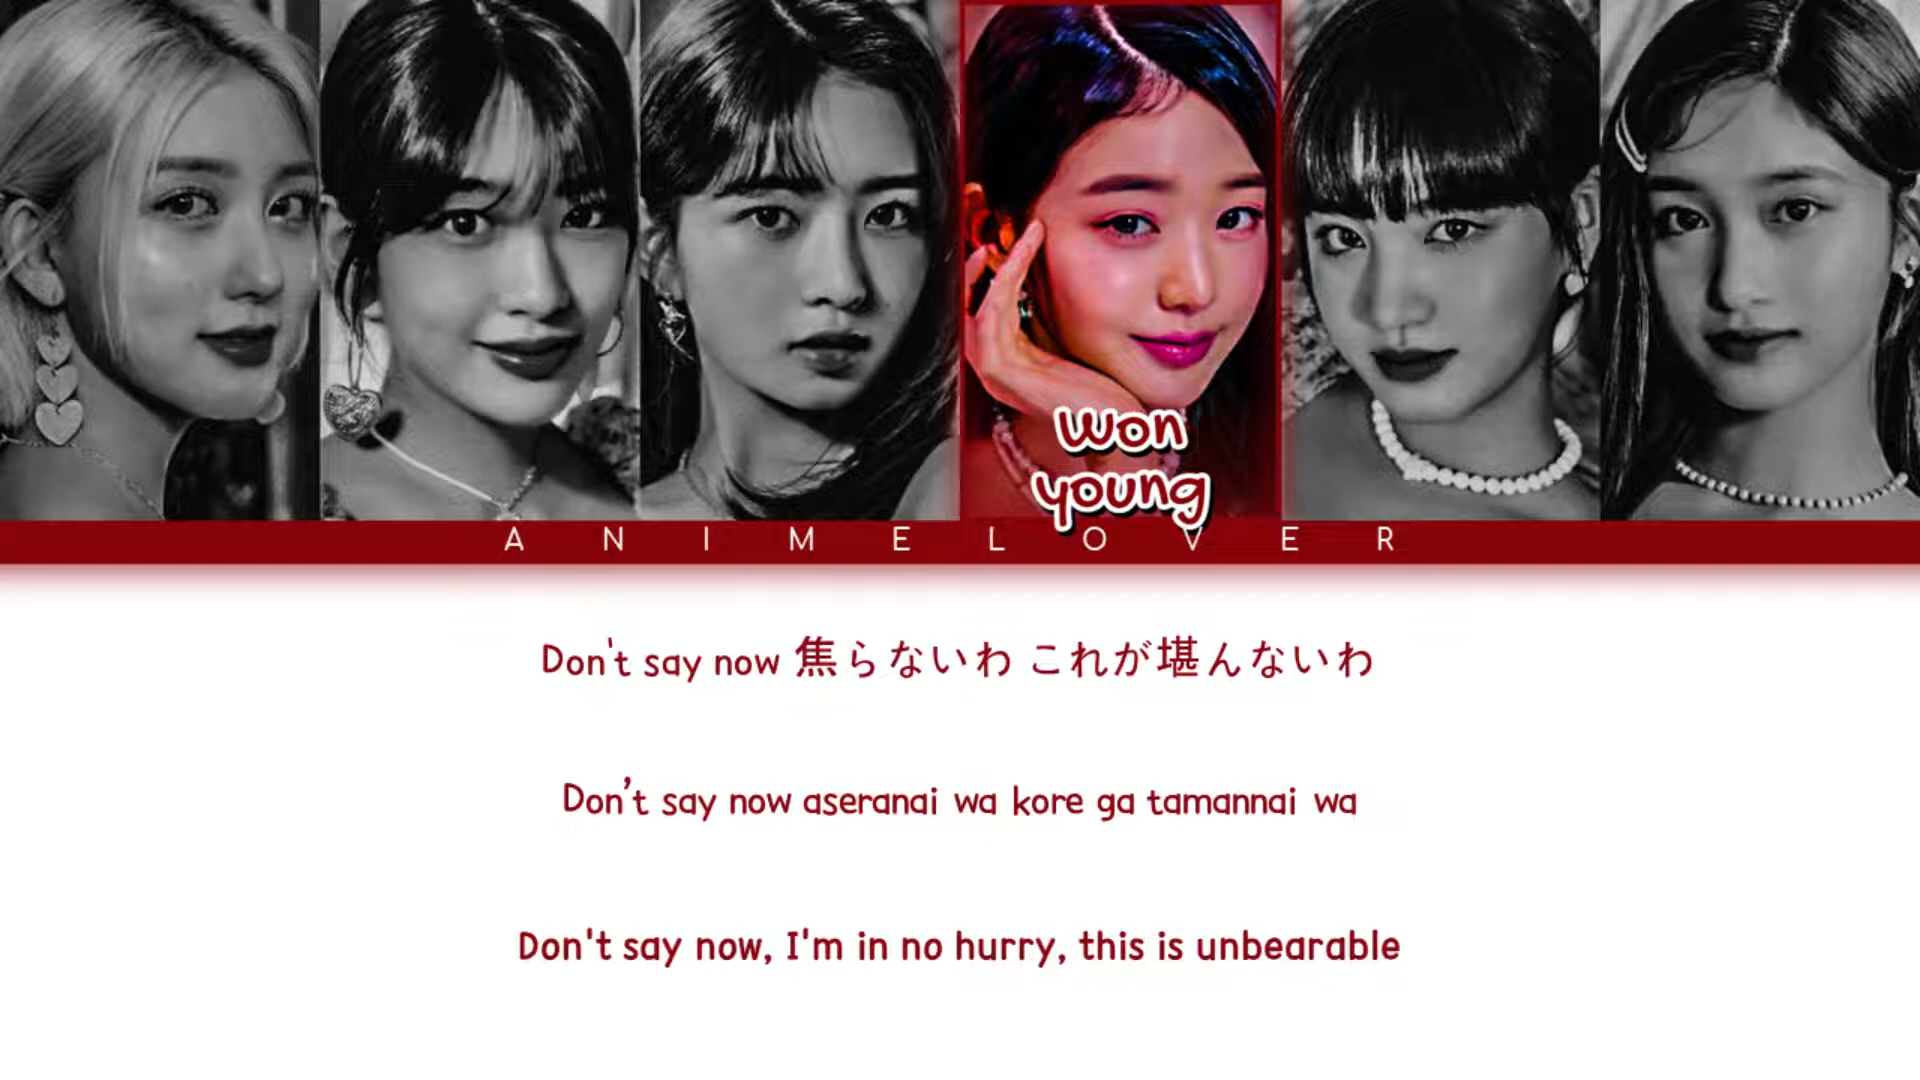 won
young
ANIMELOVER
Don't say now 焦らないわ これが堪んないわ
Don’t say now aseranai wa kore ga tamannai wa
Don't say now, I'm in no hurry, this is unbearable